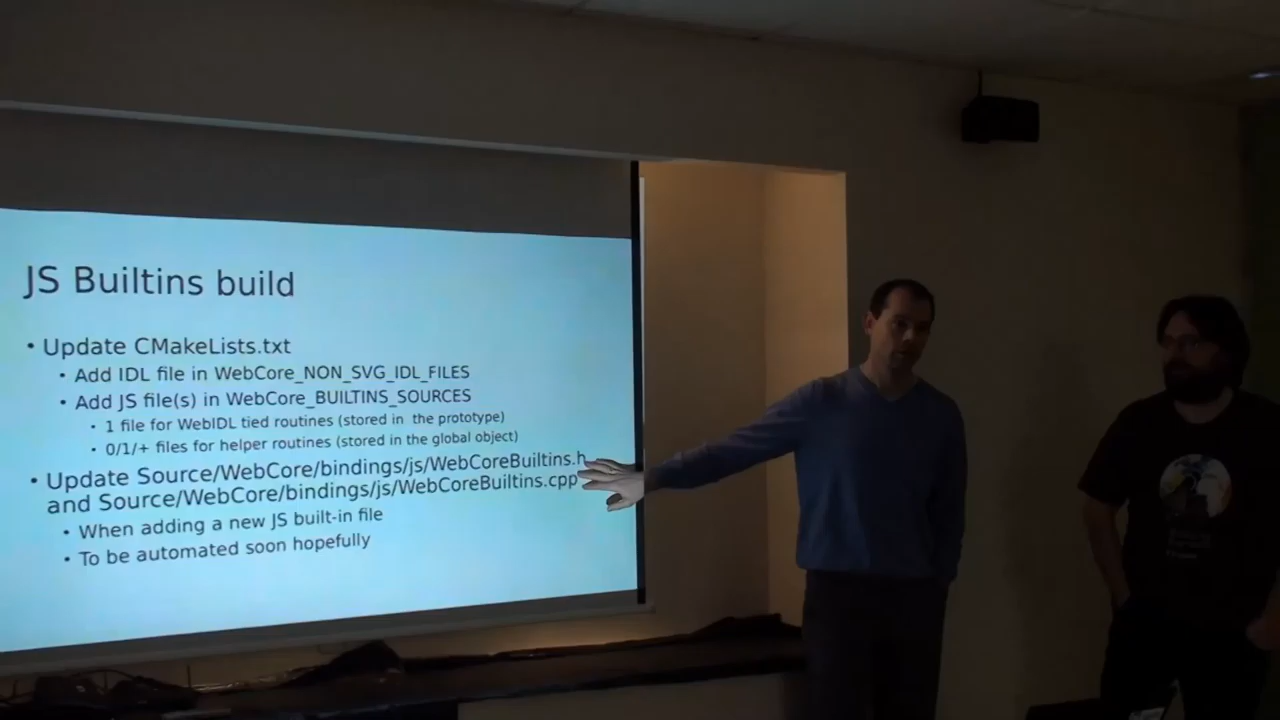 JS Builtins build
• Update CMakeLists.txt
• Add IDL file in WebCore_NON_SVG_IDL_FILES
• Add JS file(s) in WebCore_BUILTINS_SOURCES
• 1 file for WebIDL tied routines (stored in the prototype)
• 0/1/+ files for helper routines (stored in the global object)
• Update Source/WebCore/bindings/js/WebCoreBuiltins.h
and Source/WebCore/bindings/js/WebCoreBuiltins.cpp
• When adding a new JS built-in file
• To be automated soon hopefully